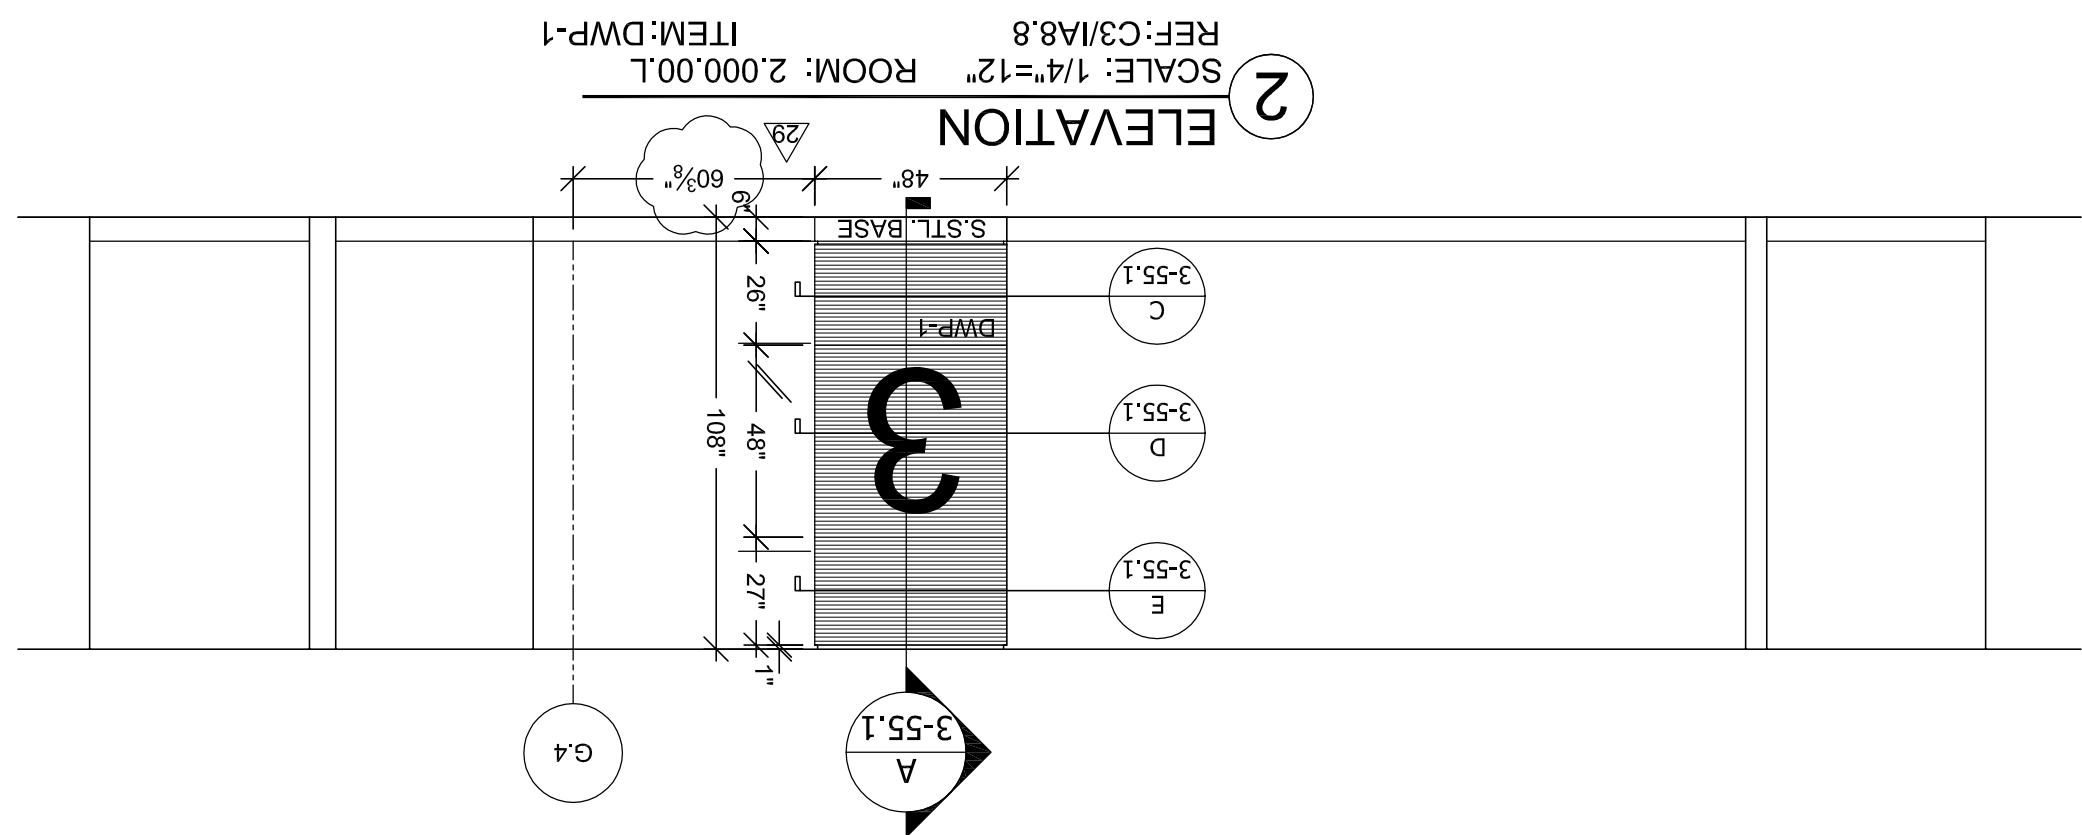 A
3-55.1
G.4
1"
E
3-55.1
27"
3
D
3-55.1
48"
108"
DWP-1
C
3-55.1
26"
S.STL. BASE
6"
48"
60⅜"
29
2
ELEVATION
SCALE: 1/4"=12" ROOM: 2.000.00.L
REF:C3/IA8.8 ITEM:DWP-1